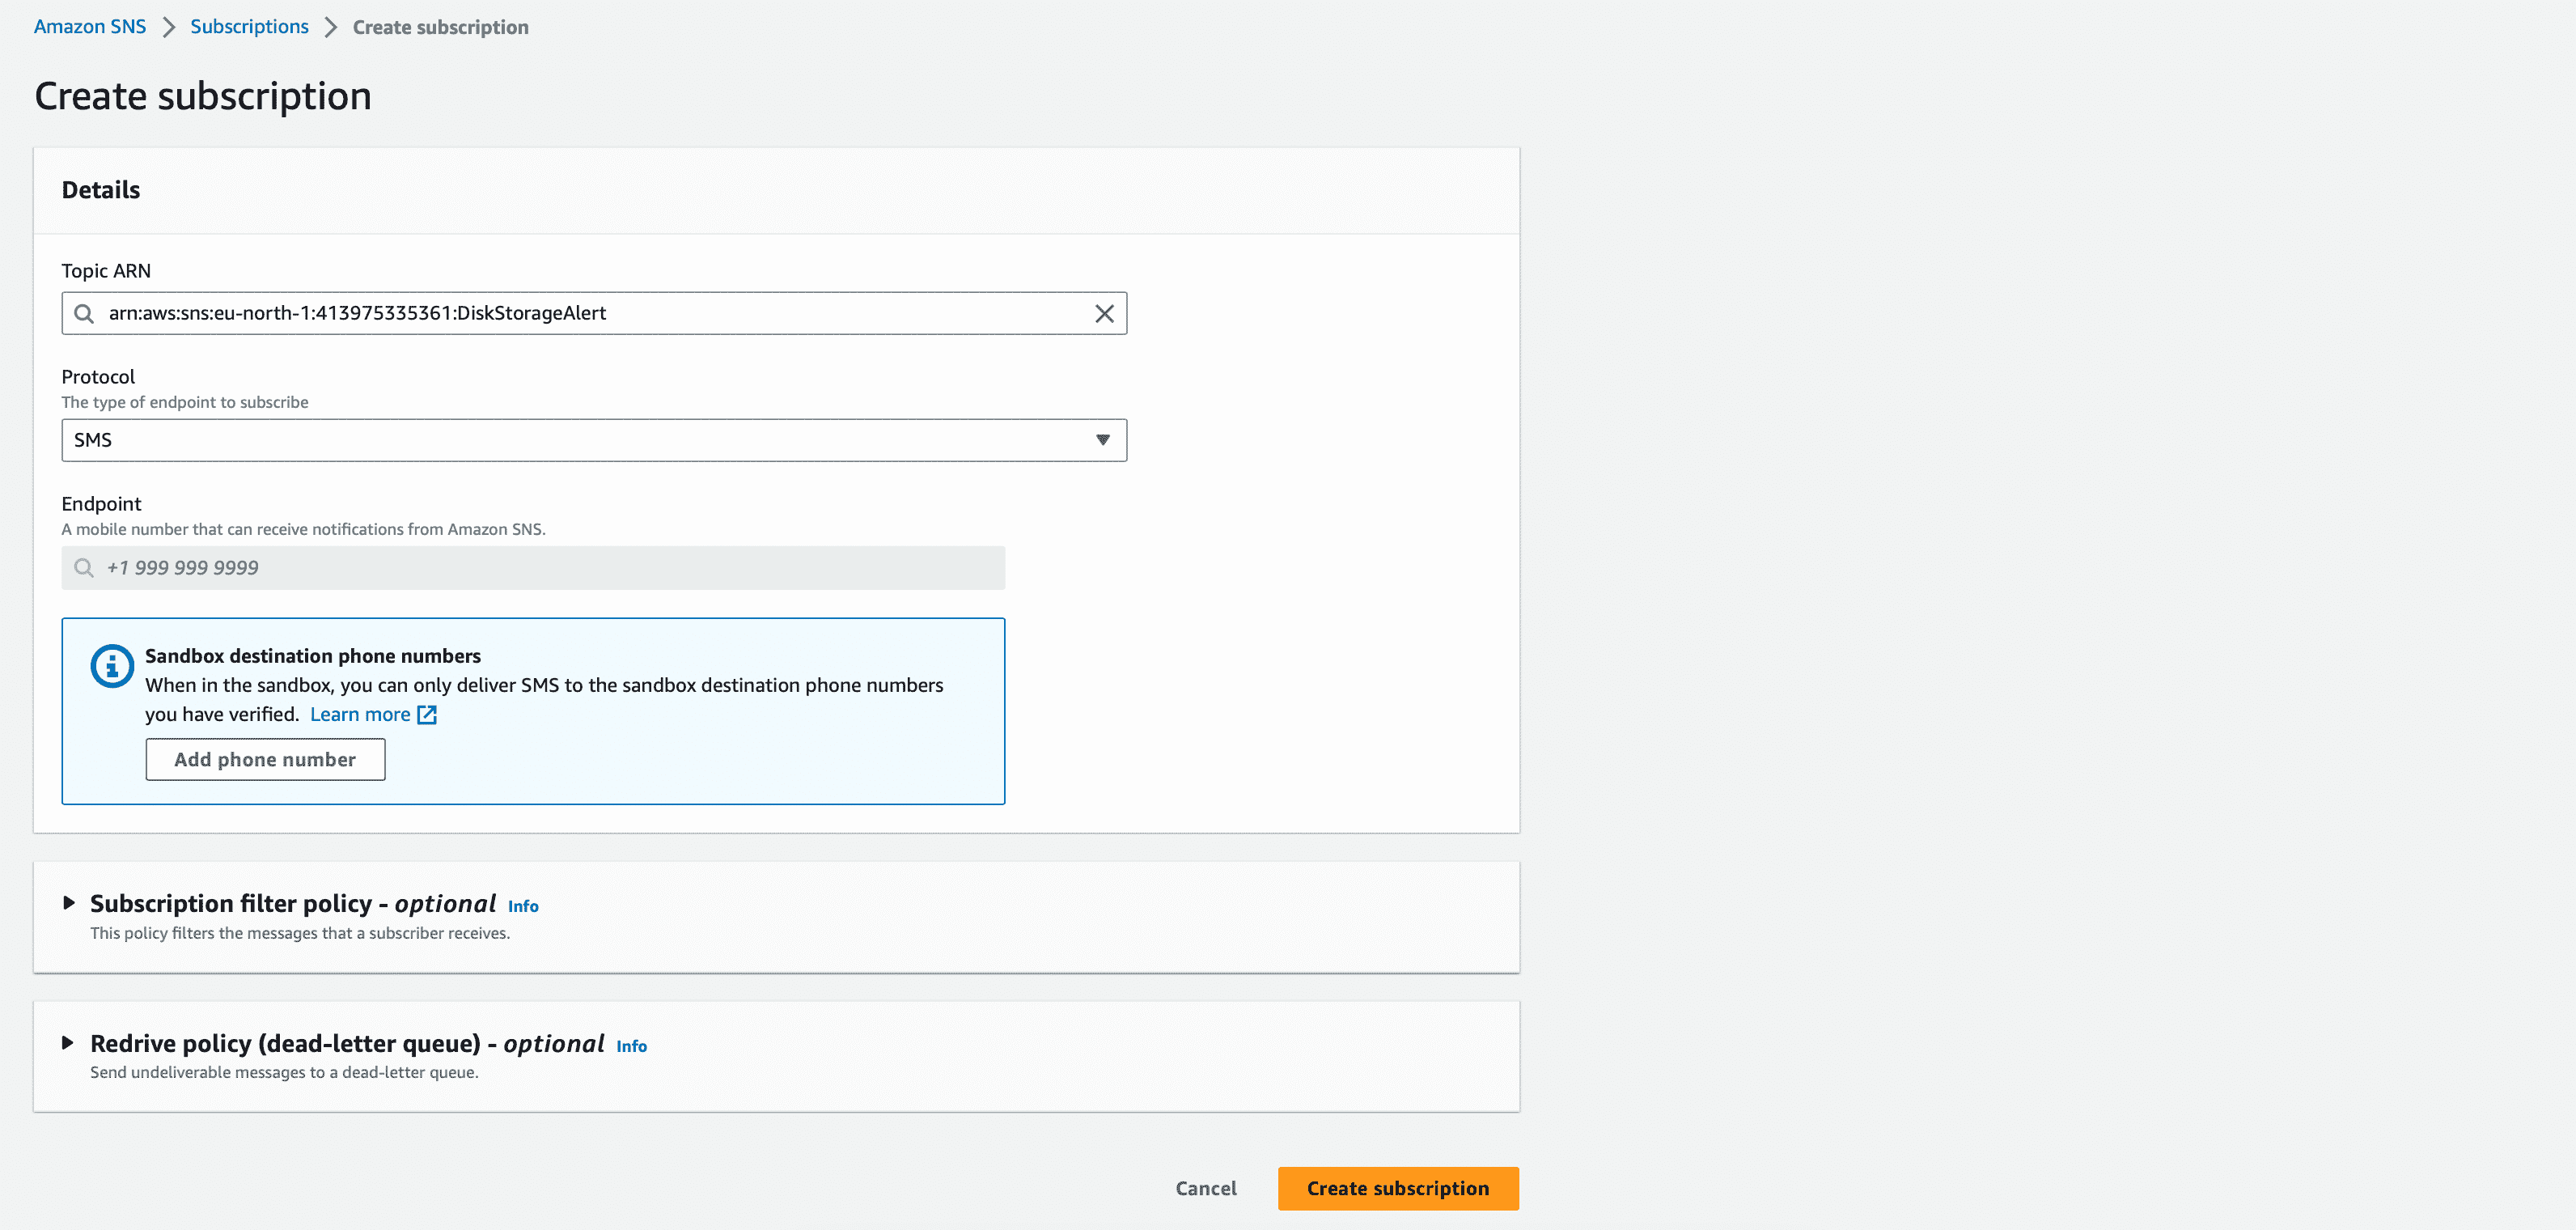 Amazon SNS > Subscriptions > Create subscription
Create subscription
Details
Topic ARN
arn:aws:sns:eu-north-1:413975335361:DiskStorageAlert
Protocol
The type of endpoint to subscribe
SMS
Endpoint
A mobile number that can receive notifications from Amazon SNS.
+1 999 999 9999
Sandbox destination phone numbers
When in the sandbox, you can only deliver SMS to the sandbox destination phone numbers
you have verified. Learn more
Add phone number
Subscription filter policy - optional Info
This policy filters the messages that a subscriber receives.
Redrive policy (dead-letter queue) - optional Info
Send undeliverable messages to a dead-letter queue.
Cancel Create subscription